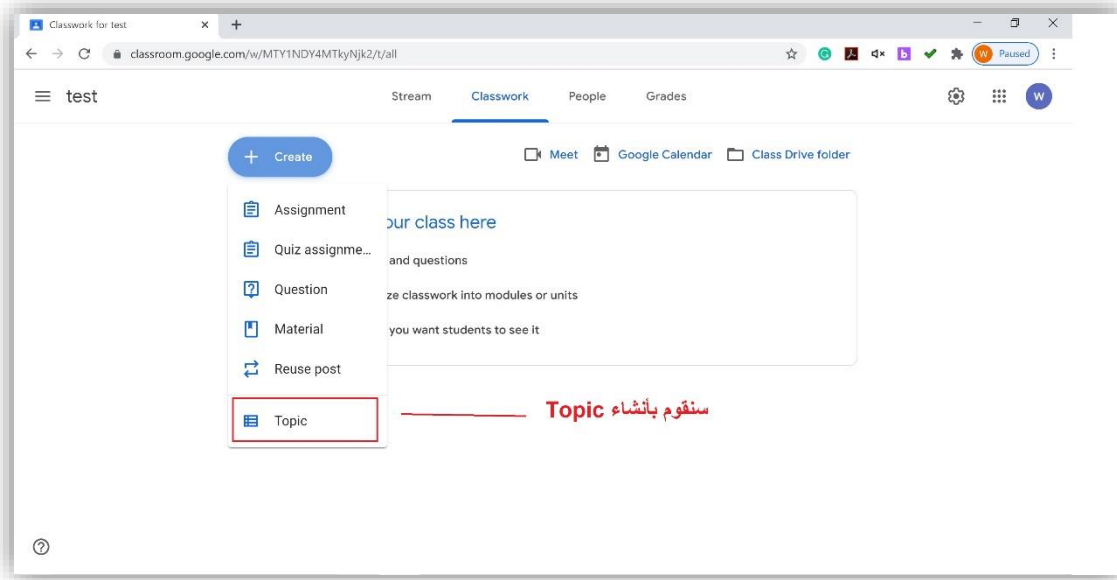 Classwork for test
classroom.google.com/w/MTY1NDY4MTkyNjk2/t/all
W Paused
test
Stream Classwork People Grades
W
Create
Meet Google Calendar Class Drive folder
Assignment
our class here
Quiz assignme...
and questions
Question
ze classwork into modules or units
Material
you want students to see it
Reuse post
Topic
سنقوم بأنشاء Topic